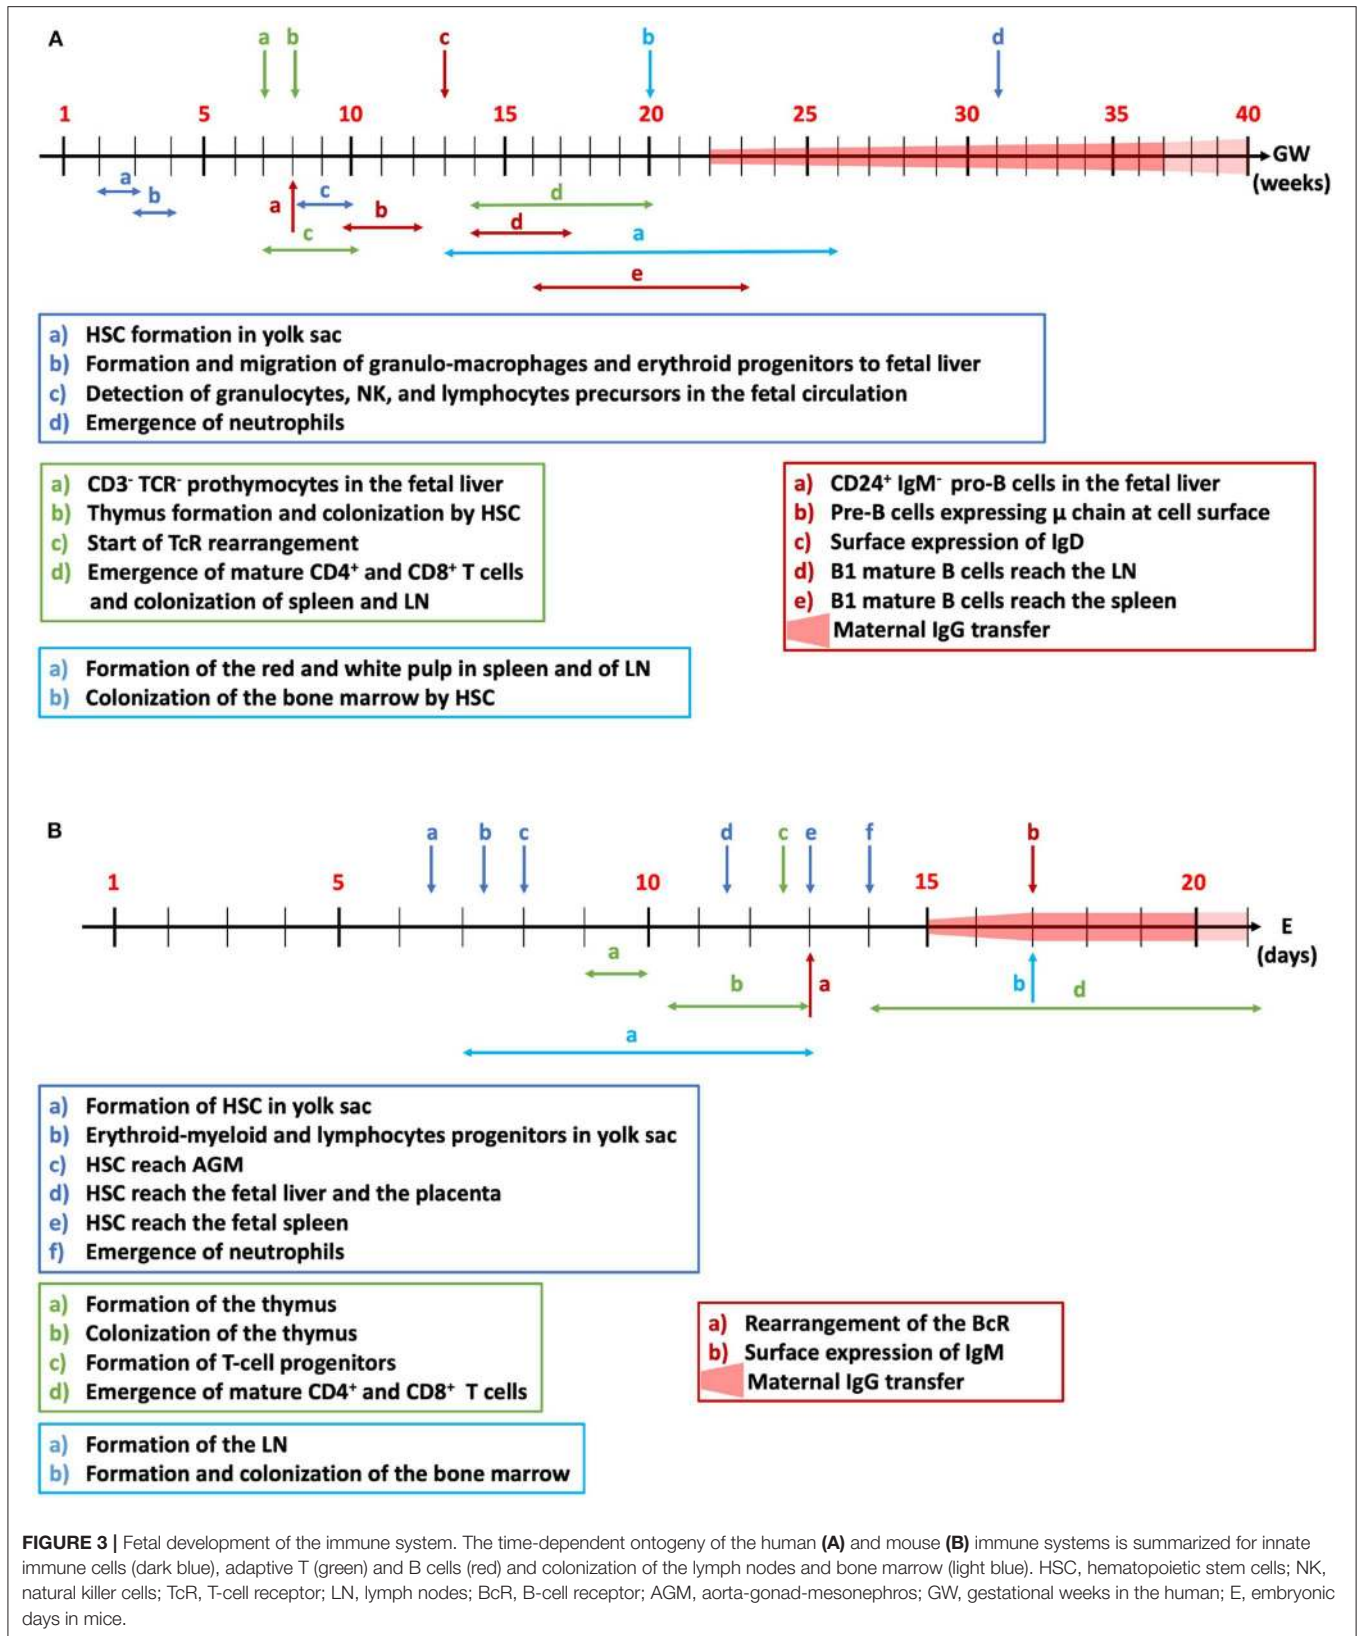 A
a b c b d
1 5 10 15 20 25 30 35 40
GW
(weeks)
a b a c b d
c d a
e
a) HSC formation in yolk sac
b) Formation and migration of granulo-macrophages and erythroid progenitors to fetal liver
c) Detection of granulocytes, NK, and lymphocytes precursors in the fetal circulation
d) Emergence of neutrophils
a) CD3⁻ TCR⁻ prothymocytes in the fetal liver
b) Thymus formation and colonization by HSC
c) Start of TcR rearrangement
d) Emergence of mature CD4⁺ and CD8⁺ T cells
and colonization of spleen and LN
a) CD24⁺ IgM⁻ pro-B cells in the fetal liver
b) Pre-B cells expressing µ chain at cell surface
c) Surface expression of IgD
d) B1 mature B cells reach the LN
e) B1 mature B cells reach the spleen
Maternal IgG transfer
a) Formation of the red and white pulp in spleen and of LN
b) Colonization of the bone marrow by HSC
B
a b c d c e f b
1 5 10 15 20
E
(days)
a
b a b d
a
a) Formation of HSC in yolk sac
b) Erythroid-myeloid and lymphocytes progenitors in yolk sac
c) HSC reach AGM
d) HSC reach the fetal liver and the placenta
e) HSC reach the fetal spleen
f) Emergence of neutrophils
a) Formation of the thymus
b) Colonization of the thymus
c) Formation of T-cell progenitors
d) Emergence of mature CD4⁺ and CD8⁺ T cells
a) Rearrangement of the BcR
b) Surface expression of IgM
Maternal IgG transfer
a) Formation of the LN
b) Formation and colonization of the bone marrow
FIGURE 3 | Fetal development of the immune system. The time-dependent ontogeny of the human (A) and mouse (B) immune systems is summarized for innate
immune cells (dark blue), adaptive T (green) and B cells (red) and colonization of the lymph nodes and bone marrow (light blue). HSC, hematopoietic stem cells; NK,
natural killer cells; TcR, T-cell receptor; LN, lymph nodes; BcR, B-cell receptor; AGM, aorta-gonad-mesonephros; GW, gestational weeks in the human; E, embryonic
days in mice.